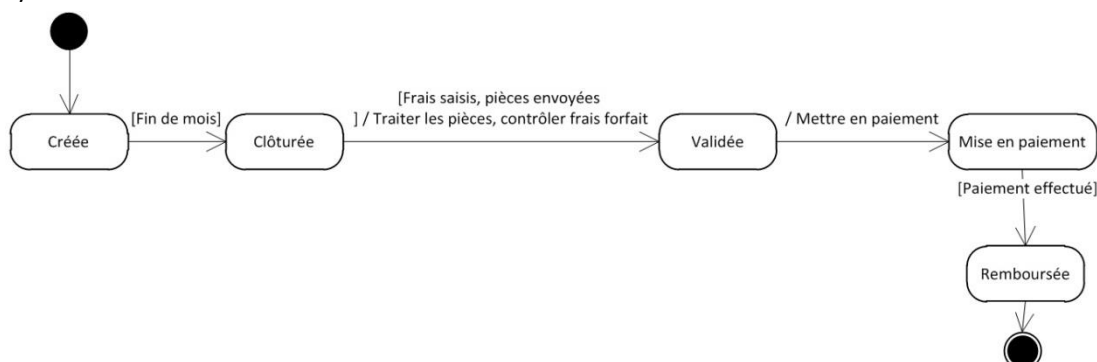 Créée
[Fin de mois]
Clôturée
[Frais saisis, pièces envoyées
] / Traiter les pièces, contrôler frais forfait
Validée
/ Mettre en paiement
Mise en paiement
[Paiement effectué]
Remboursée